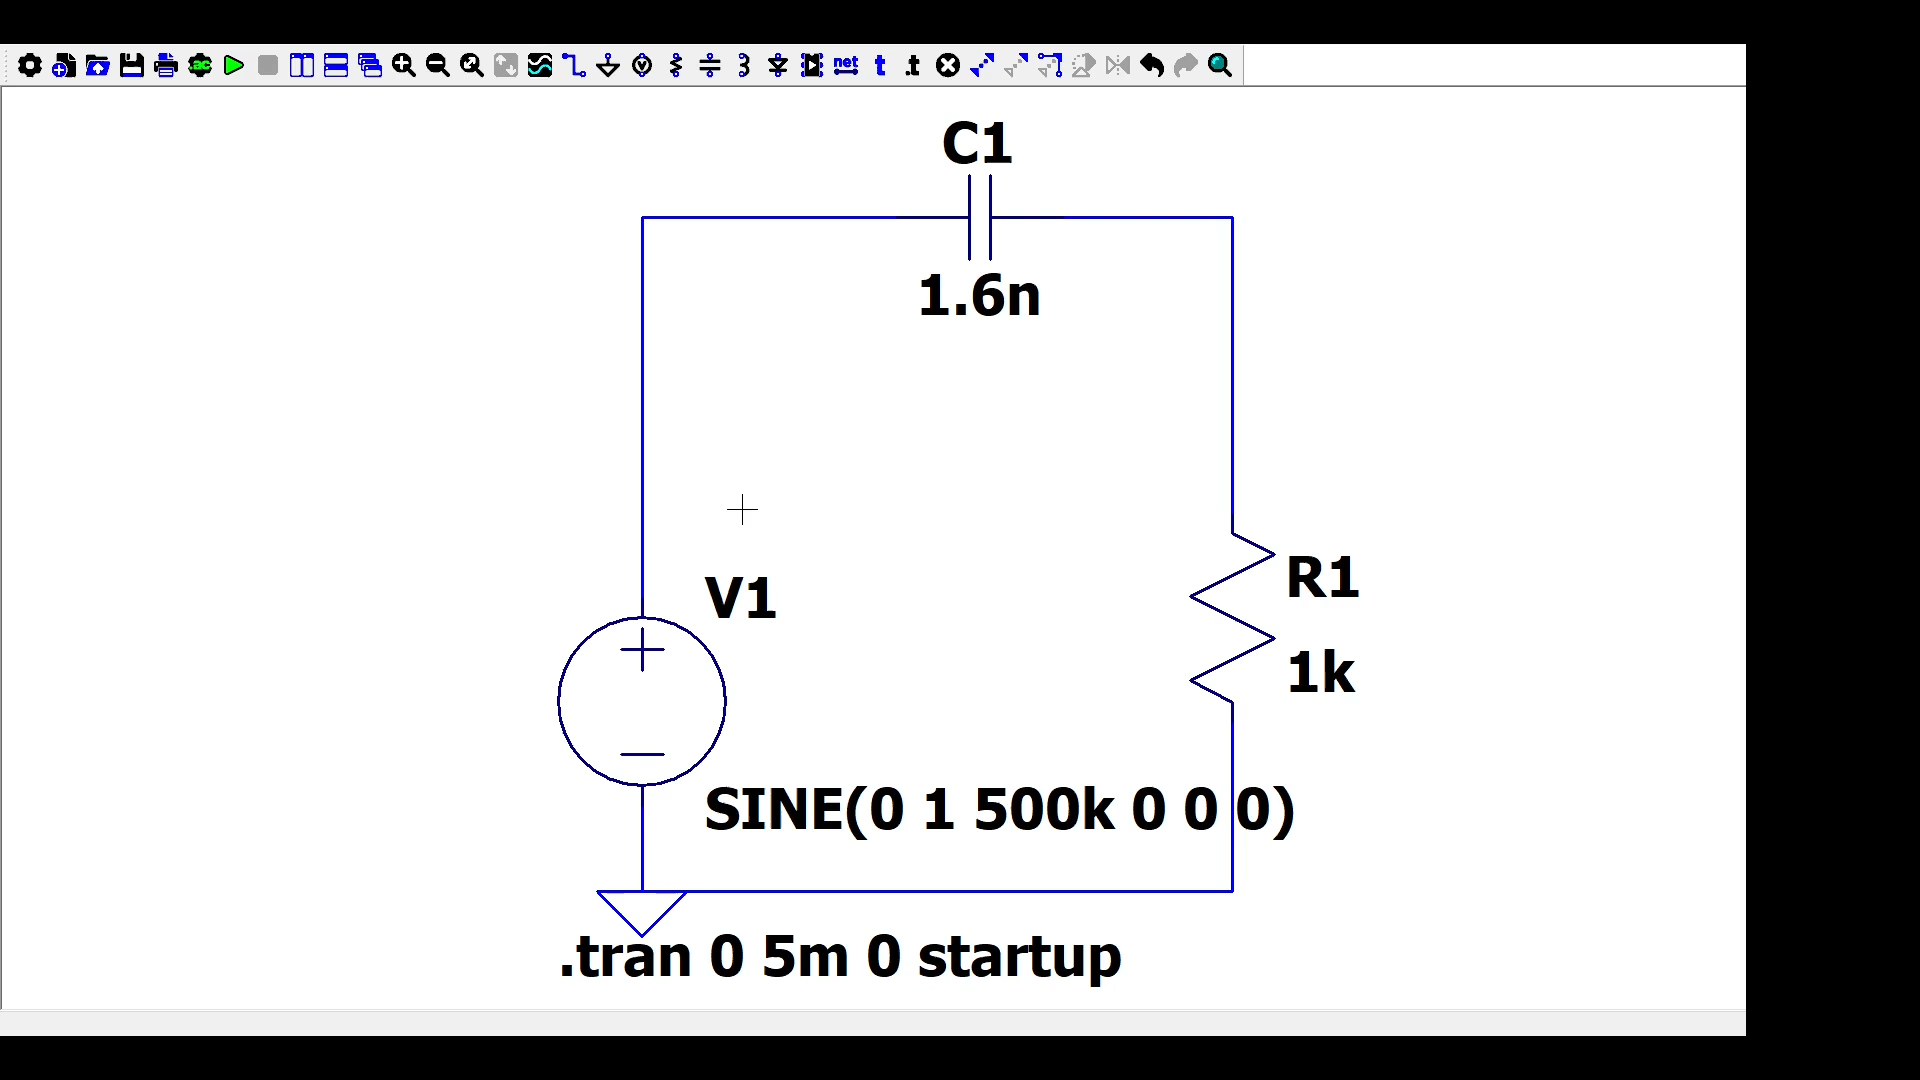 .ac
net
t
.t
C1
1.6n
V1
R1
1k
SINE(0 1 500k 0 0 0)
.tran 0 5m 0 startup